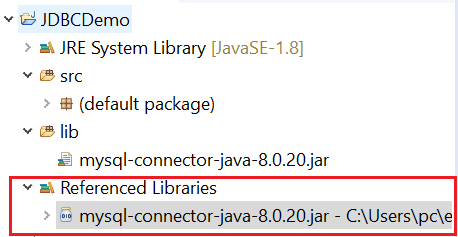 JDBCDemo
JRE System Library [JavaSE-1.8]
src
(default package)
lib
mysql-connector-java-8.0.20.jar
Referenced Libraries
mysql-connector-java-8.0.20.jar - C:\Users\pc\e